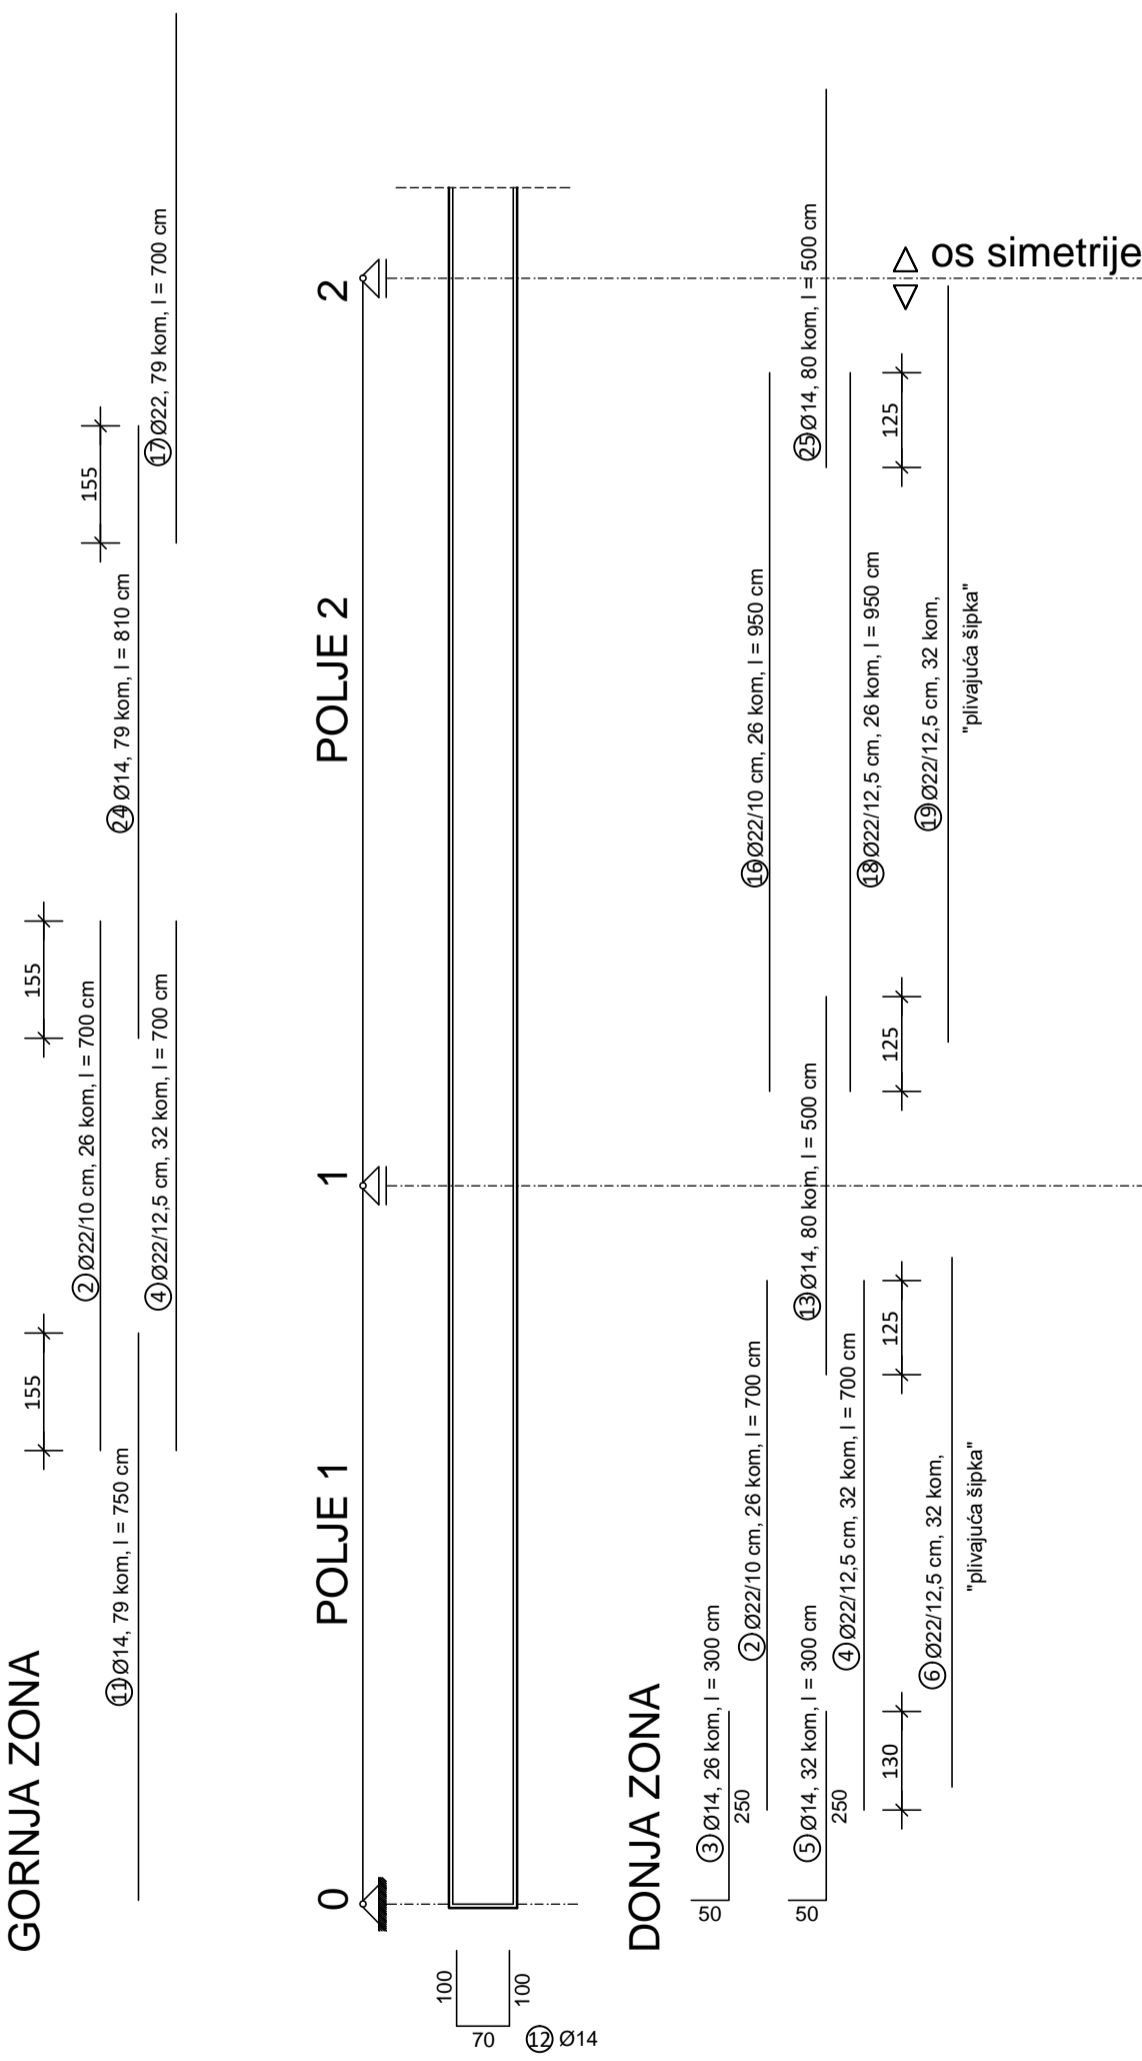 GORNJA ZONA
155
155
155
2 Ø22/10 cm, 26 kom, l = 700 cm
11 Ø14, 79 kom, l = 750 cm
24 Ø14, 79 kom, l = 810 cm
4 Ø22/12,5 cm, 32 kom, l = 700 cm
17 Ø22, 79 kom, l = 700 cm
0
POLJE 1
1
POLJE 2
2
100
70
100
12 Ø14
DONJA ZONA
3 Ø14, 26 kom, l = 300 cm
50
250
2 Ø22/10 cm, 26 kom, l = 700 cm
16 Ø22/10 cm, 26 kom, l = 950 cm
5 Ø14, 32 kom, l = 300 cm
50
250
13 Ø14, 80 kom, l = 500 cm
25 Ø14, 80 kom, l = 500 cm
4 Ø22/12,5 cm, 32 kom, l = 700 cm
18 Ø22/12,5 cm, 26 kom, l = 950 cm
130
125
125
125
6 Ø22/12,5 cm, 32 kom,
"plivajuća šipka"
19 Ø22/12,5 cm, 32 kom,
"plivajuća šipka"
os simetrije